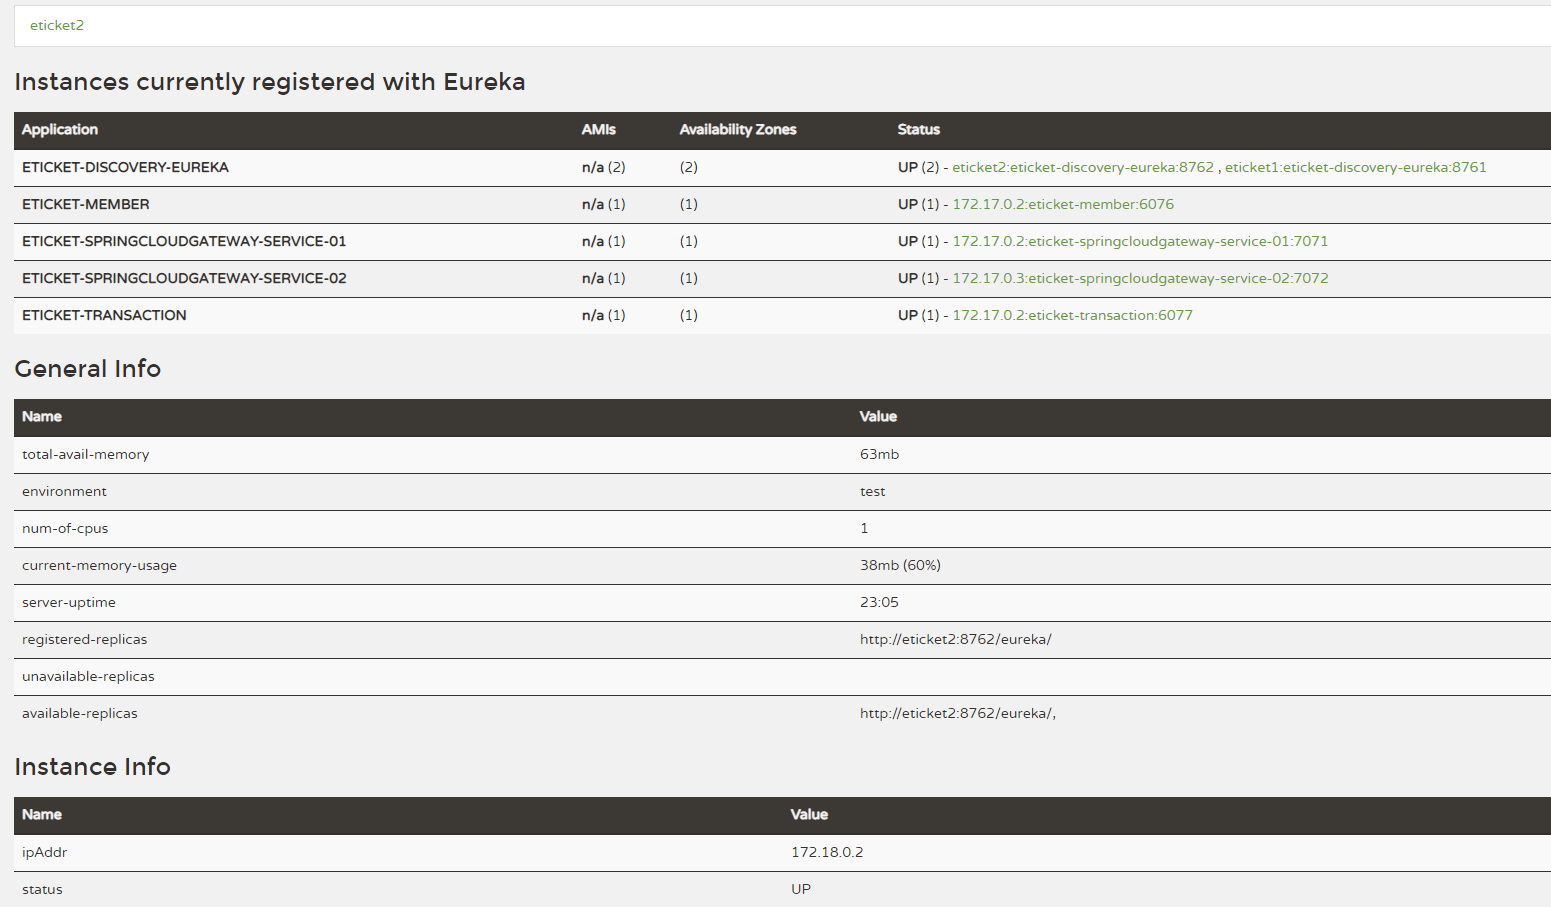 eticket2
Instances currently registered with Eureka
Application AMIs Availability Zones Status
ETICKET-DISCOVERY-EUREKA n/a (2) (2) UP (2) - eticket2:eticket-discovery-eureka:8762 , eticket1:eticket-discovery-eureka:8761
ETICKET-MEMBER n/a (1) (1) UP (1) - 172.17.0.2:eticket-member:6076
ETICKET-SPRINGCLOUDGATEWAY-SERVICE-01 n/a (1) (1) UP (1) - 172.17.0.2:eticket-springcloudgateway-service-01:7071
ETICKET-SPRINGCLOUDGATEWAY-SERVICE-02 n/a (1) (1) UP (1) - 172.17.0.3:eticket-springcloudgateway-service-02:7072
ETICKET-TRANSACTION n/a (1) (1) UP (1) - 172.17.0.2:eticket-transaction:6077
General Info
Name Value
total-avail-memory 63mb
environment test
num-of-cpus 1
current-memory-usage 38mb (60%)
server-uptime 23:05
registered-replicas http://eticket2:8762/eureka/
unavailable-replicas
available-replicas http://eticket2:8762/eureka/,
Instance Info
Name Value
ipAddr 172.18.0.2
status UP